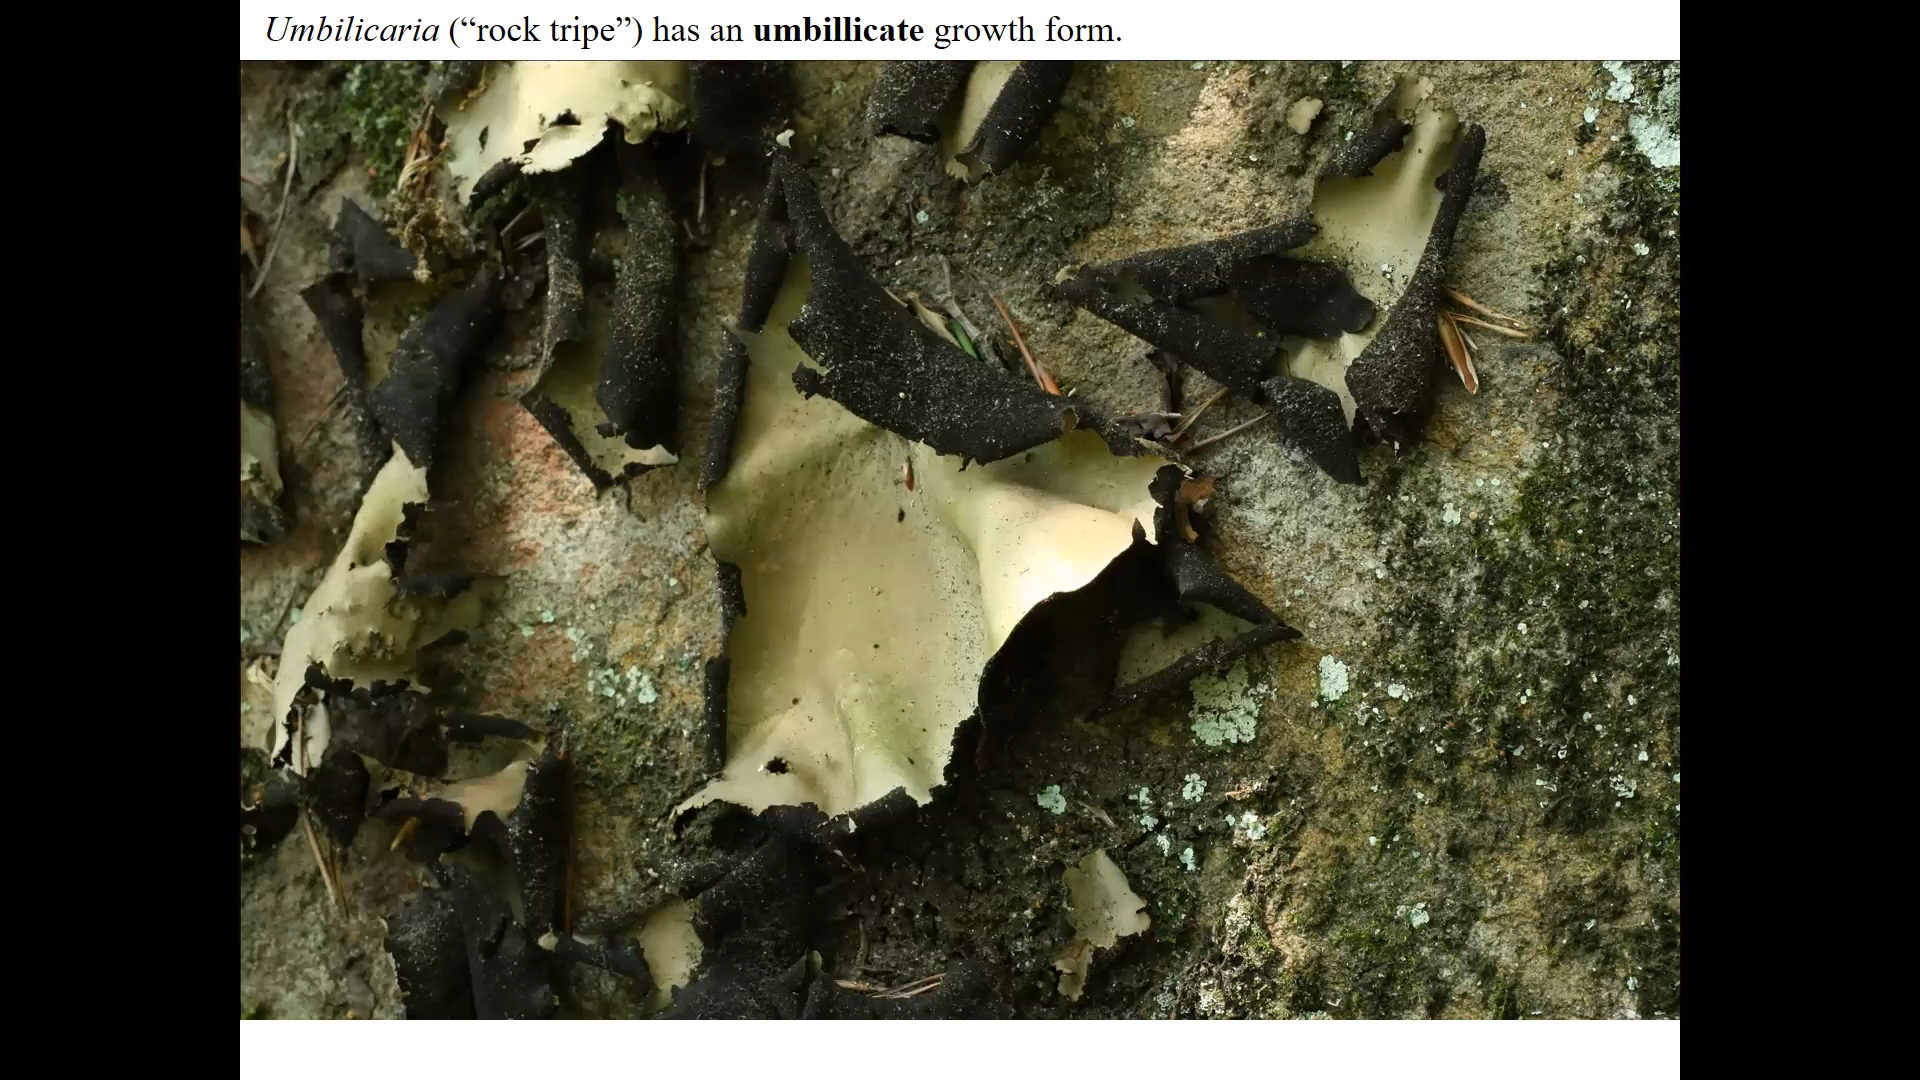 Umbilicaria (“rock tripe”) has an umbillicate growth form.